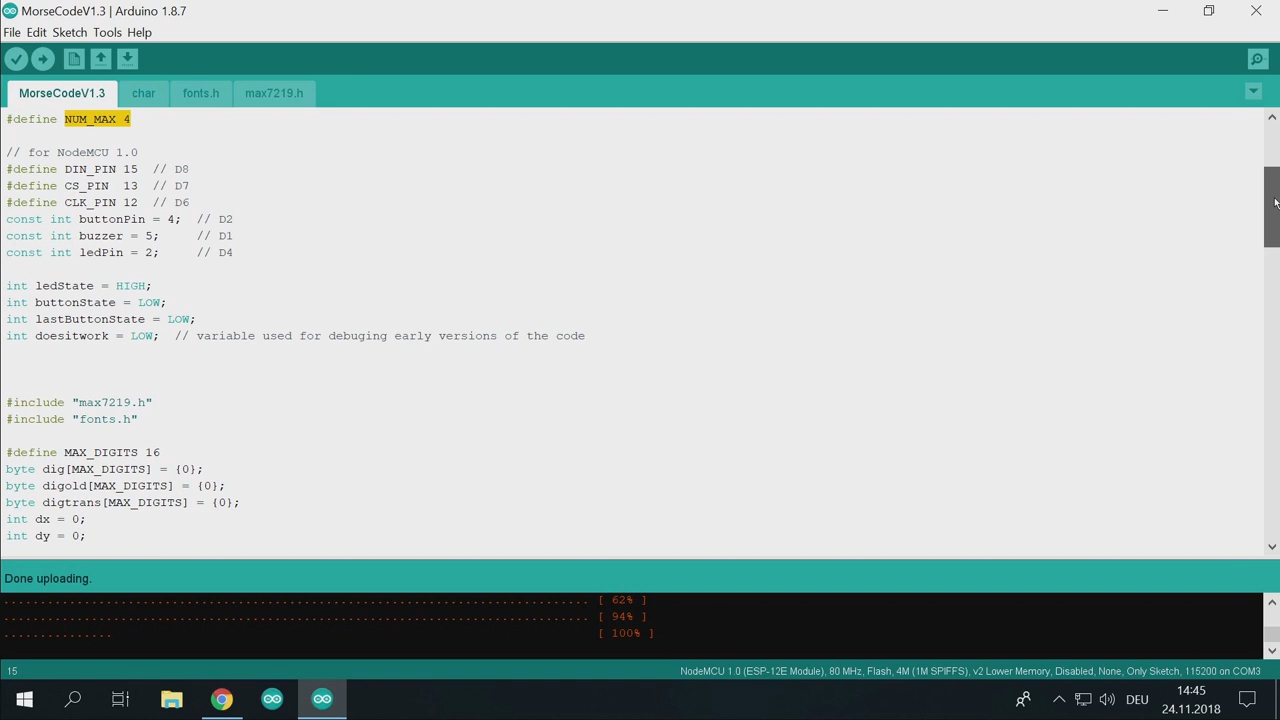 MorseCodeV1.3 | Arduino 1.8.7
File Edit Sketch Tools Help
MorseCodeV1.3 char fonts.h max7219.h
#define NUM_MAX 4
// for NodeMCU 1.0
#define DIN_PIN 15 // D8
#define CS_PIN 13 // D7
#define CLK_PIN 12 // D6
const int buttonPin = 4; // D2
const int buzzer = 5; // D1
const int ledPin = 2; // D4
int ledState = HIGH;
int buttonState = LOW;
int lastButtonState = LOW;
int doesitwork = LOW; // variable used for debuging early versions of the code
#include "max7219.h"
#include "fonts.h"
#define MAX_DIGITS 16
byte dig[MAX_DIGITS] = {0};
byte digold[MAX_DIGITS] = {0};
byte digtrans[MAX_DIGITS] = {0};
int dx = 0;
int dy = 0;
Done uploading.
................................................................................ [ 62% ]
................................................................................ [ 94% ]
............... [ 100% ]
15 NodeMCU 1.0 (ESP-12E Module), 80 MHz, Flash, 4M (1M SPIFFS), v2 Lower Memory, Disabled, None, Only Sketch, 115200 on COM3
DEU 14:45
24.11.2018